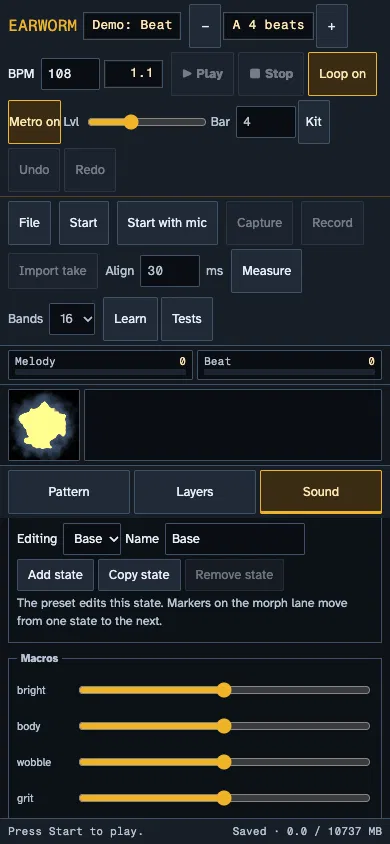 EARWORM Demo: Beat − A 4 beats +
BPM 108 1.1 ▶ Play ■ Stop Loop on
Metro on Lvl Bar 4 Kit
Undo Redo
File Start Start with mic Capture Record
Import take Align 30 ms Measure
Bands 16 Learn Tests
Melody 0 Beat 0
Pattern Layers Sound
Editing Base Name Base
Add state Copy state Remove state
The preset edits this state. Markers on the morph lane move
from one state to the next.
Macros
bright
body
wobble
grit
Press Start to play. Saved · 0.0 / 10737 MB